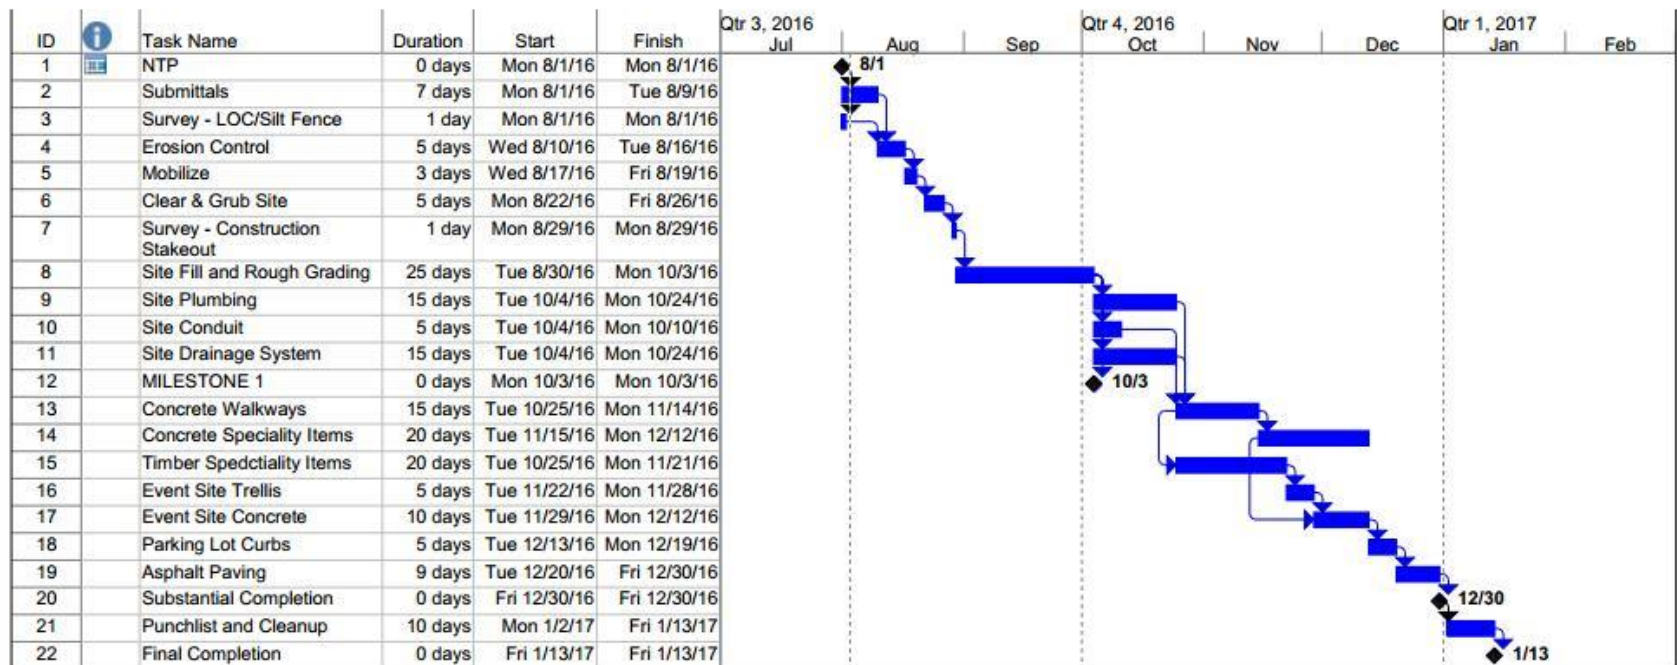 Qtr 3, 2016 Qtr 4, 2016 Qtr 1, 2017
ID Task Name Duration Start Finish Jul Aug Sep Oct Nov Dec Jan Feb
1 NTP 0 days Mon 8/1/16 Mon 8/1/16 8/1
2 Submittals 7 days Mon 8/1/16 Tue 8/9/16
3 Survey - LOC/Silt Fence 1 day Mon 8/1/16 Mon 8/1/16
4 Erosion Control 5 days Wed 8/10/16 Tue 8/16/16
5 Mobilize 3 days Wed 8/17/16 Fri 8/19/16
6 Clear & Grub Site 5 days Mon 8/22/16 Fri 8/26/16
7 Survey - Construction 1 day Mon 8/29/16 Mon 8/29/16
Stakeout
8 Site Fill and Rough Grading 25 days Tue 8/30/16 Mon 10/3/16
9 Site Plumbing 15 days Tue 10/4/16 Mon 10/24/16
10 Site Conduit 5 days Tue 10/4/16 Mon 10/10/16
11 Site Drainage System 15 days Tue 10/4/16 Mon 10/24/16
12 MILESTONE 1 0 days Mon 10/3/16 Mon 10/3/16 10/3
13 Concrete Walkways 15 days Tue 10/25/16 Mon 11/14/16
14 Concrete Speciality Items 20 days Tue 11/15/16 Mon 12/12/16
15 Timber Spedctiality Items 20 days Tue 10/25/16 Mon 11/21/16
16 Event Site Trellis 5 days Tue 11/22/16 Mon 11/28/16
17 Event Site Concrete 10 days Tue 11/29/16 Mon 12/12/16
18 Parking Lot Curbs 5 days Tue 12/13/16 Mon 12/19/16
19 Asphalt Paving 9 days Tue 12/20/16 Fri 12/30/16
20 Substantial Completion 0 days Fri 12/30/16 Fri 12/30/16 12/30
21 Punchlist and Cleanup 10 days Mon 1/2/17 Fri 1/13/17
22 Final Completion 0 days Fri 1/13/17 Fri 1/13/17 1/13